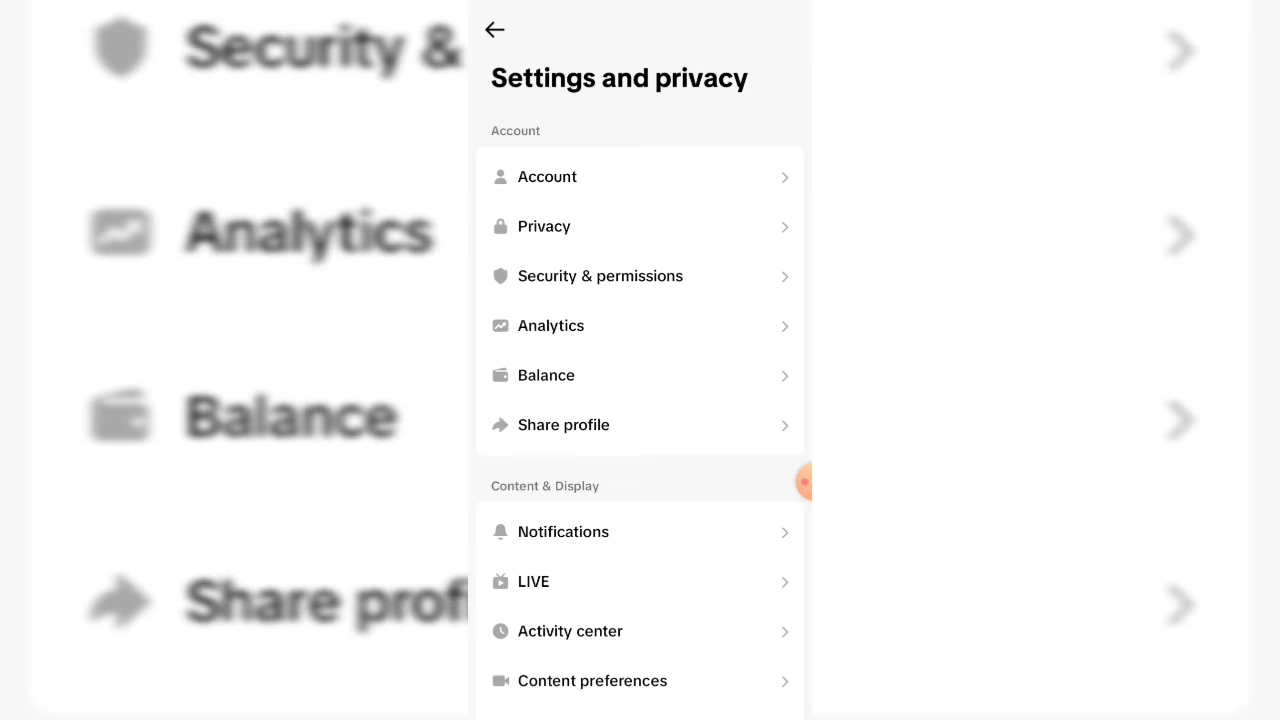 Settings and privacy
Account
Account
Privacy
Security & permissions
Analytics
Balance
Share profile
Content & Display
Notifications
LIVE
Activity center
Content preferences
Security &
Analytics
Balance
Share prof